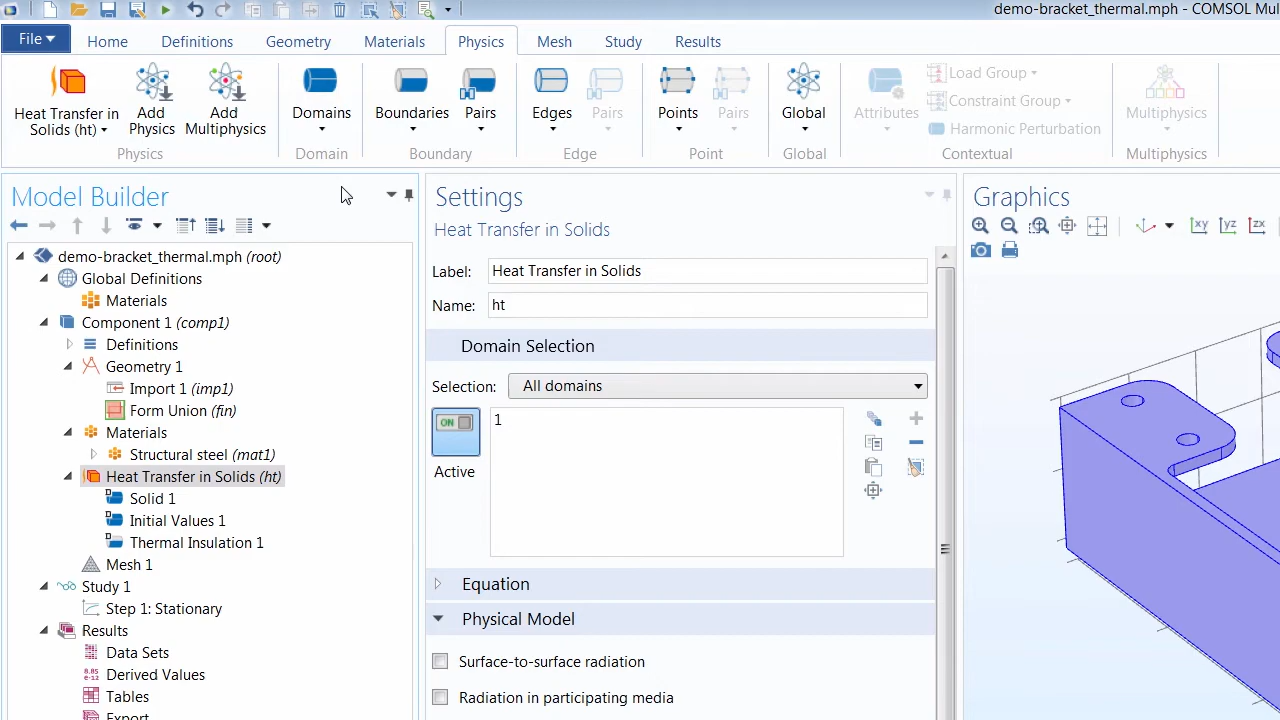 demo-bracket_thermal.mph - COMSOL Mul
File
Home
Definitions
Geometry
Materials
Physics
Mesh
Study
Results
Heat Transfer in
Solids (ht)
Add
Physics
Add
Multiphysics
Domains
Boundaries
Pairs
Edges
Pairs
Points
Pairs
Global
Attributes
Load Group
Constraint Group
Harmonic Perturbation
Multiphysics
Physics
Domain
Boundary
Edge
Point
Global
Contextual
Multiphysics
Model Builder
demo-bracket_thermal.mph (root)
Global Definitions
Materials
Component 1 (comp1)
Definitions
Geometry 1
Import 1 (imp1)
Form Union (fin)
Materials
Structural steel (mat1)
Heat Transfer in Solids (ht)
Solid 1
Initial Values 1
Thermal Insulation 1
Mesh 1
Study 1
Step 1: Stationary
Results
Data Sets
8.85
e-12
Derived Values
Tables
Export
Settings
Heat Transfer in Solids
Label: Heat Transfer in Solids
Name: ht
Domain Selection
Selection: All domains
ON
Active
1
Equation
Physical Model
Surface-to-surface radiation
Radiation in participating media
Graphics
xy yz zx